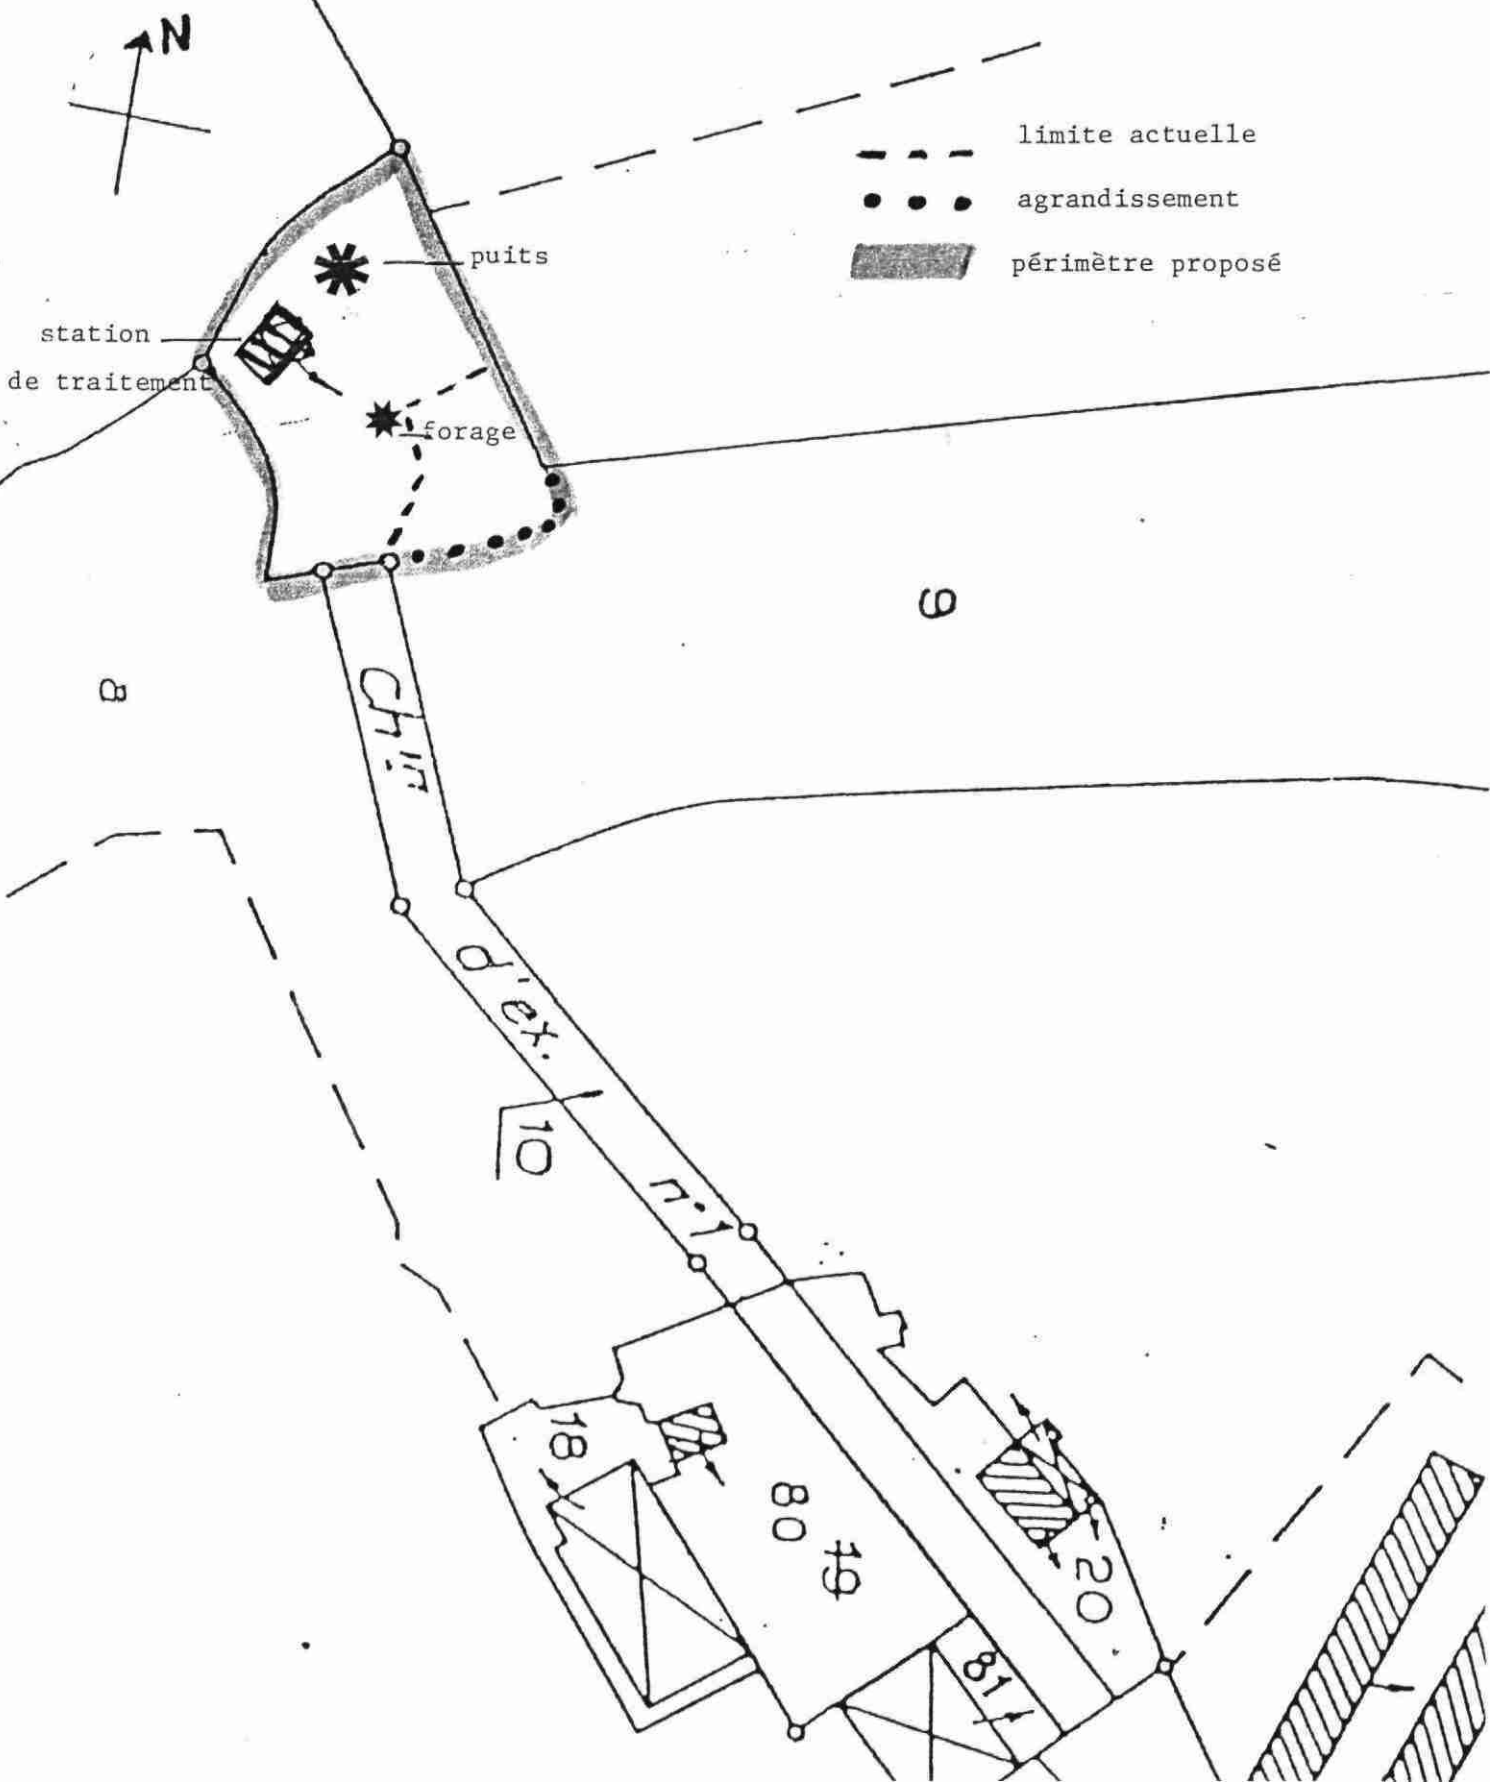 N
limite actuelle
agrandissement
périmètre proposé
puits
station
de traitement
forage
9
8
Ch.in
d'ex.
10
n°1
18
80
19
20
81